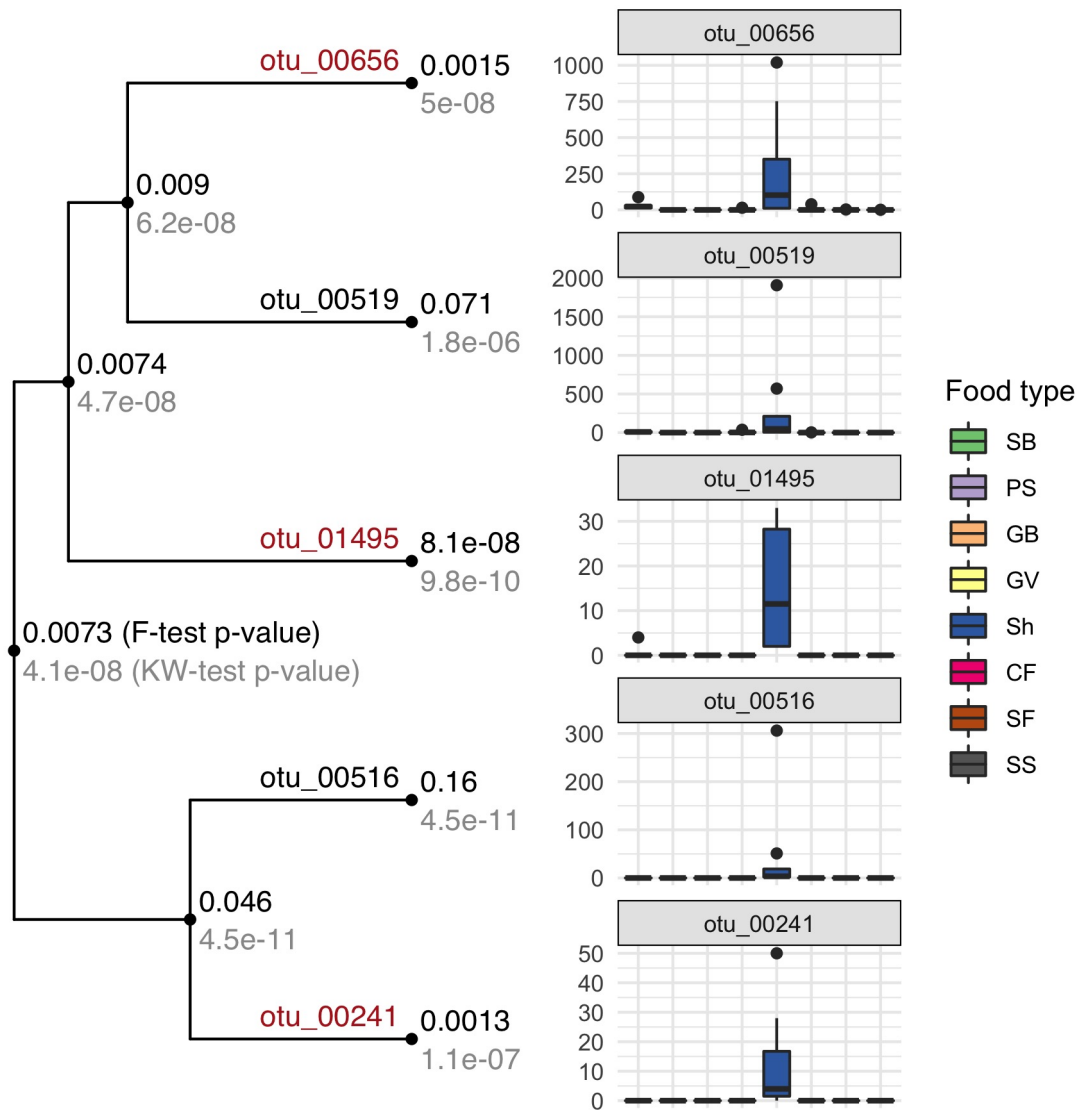 otu_00656 0.0015
5e-08
0.009
6.2e-08
otu_00519 0.071
1.8e-06
0.0074
4.7e-08
otu_01495 8.1e-08
9.8e-10
0.0073 (F-test p-value)
4.1e-08 (KW-test p-value)
otu_00516 0.16
4.5e-11
0.046
4.5e-11
otu_00241 0.0013
1.1e-07
otu_00656
1000
750
500
250
0
otu_00519
2000
1500
1000
500
0
otu_01495
30
20
10
0
otu_00516
300
200
100
0
otu_00241
50
40
30
20
10
0
Food type
SB
PS
GB
GV
Sh
CF
SF
SS